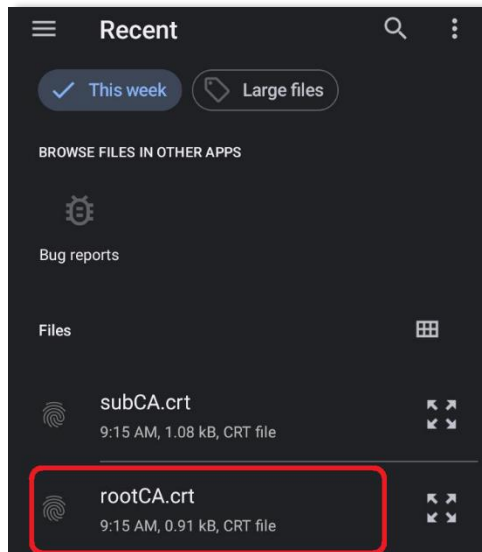 Recent
This week
Large files
BROWSE FILES IN OTHER APPS
Bug reports
Files
subCA.crt
9:15 AM, 1.08 kB, CRT file
rootCA.crt
9:15 AM, 0.91 kB, CRT file